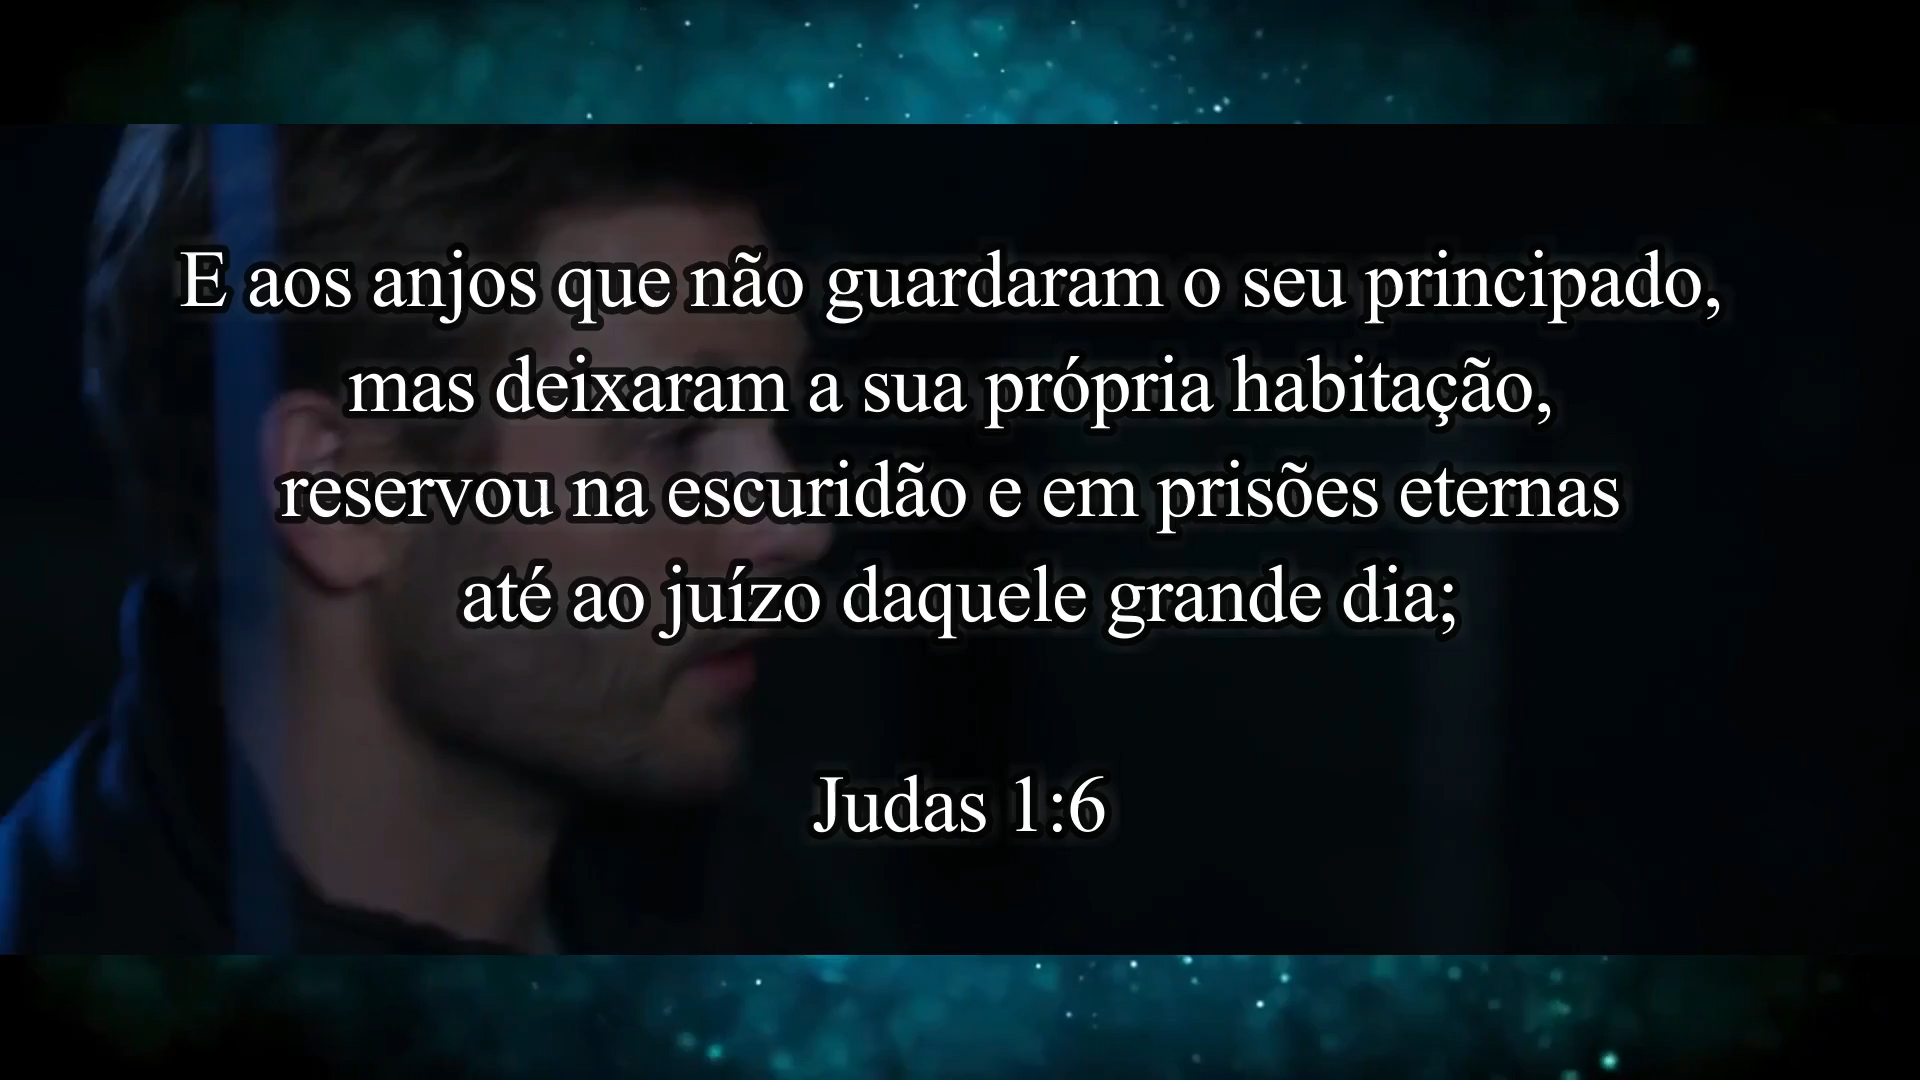 E aos anjos que não guardaram o seu principado,
mas deixaram a sua própria habitação,
reservou na escuridão e em prisões eternas
até ao juízo daquele grande dia;
Judas 1:6